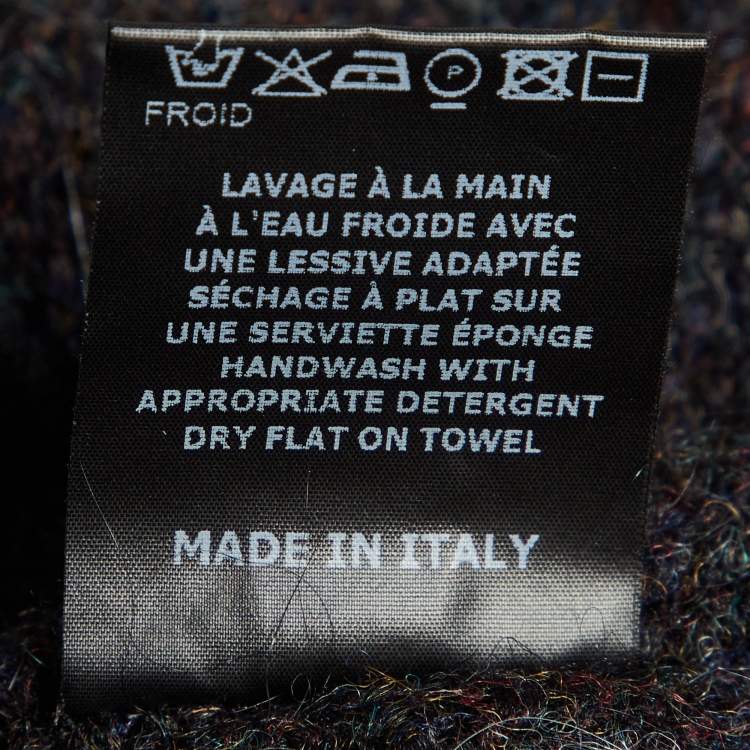 P
FROID
LAVAGE À LA MAIN
À L'EAU FROIDE AVEC
UNE LESSIVE ADAPTÉE
SÉCHAGE À PLAT SUR
UNE SERVIETTE ÉPONGE
HANDWASH WITH
APPROPRIATE DETERGENT
DRY FLAT ON TOWEL
MADE IN ITALY